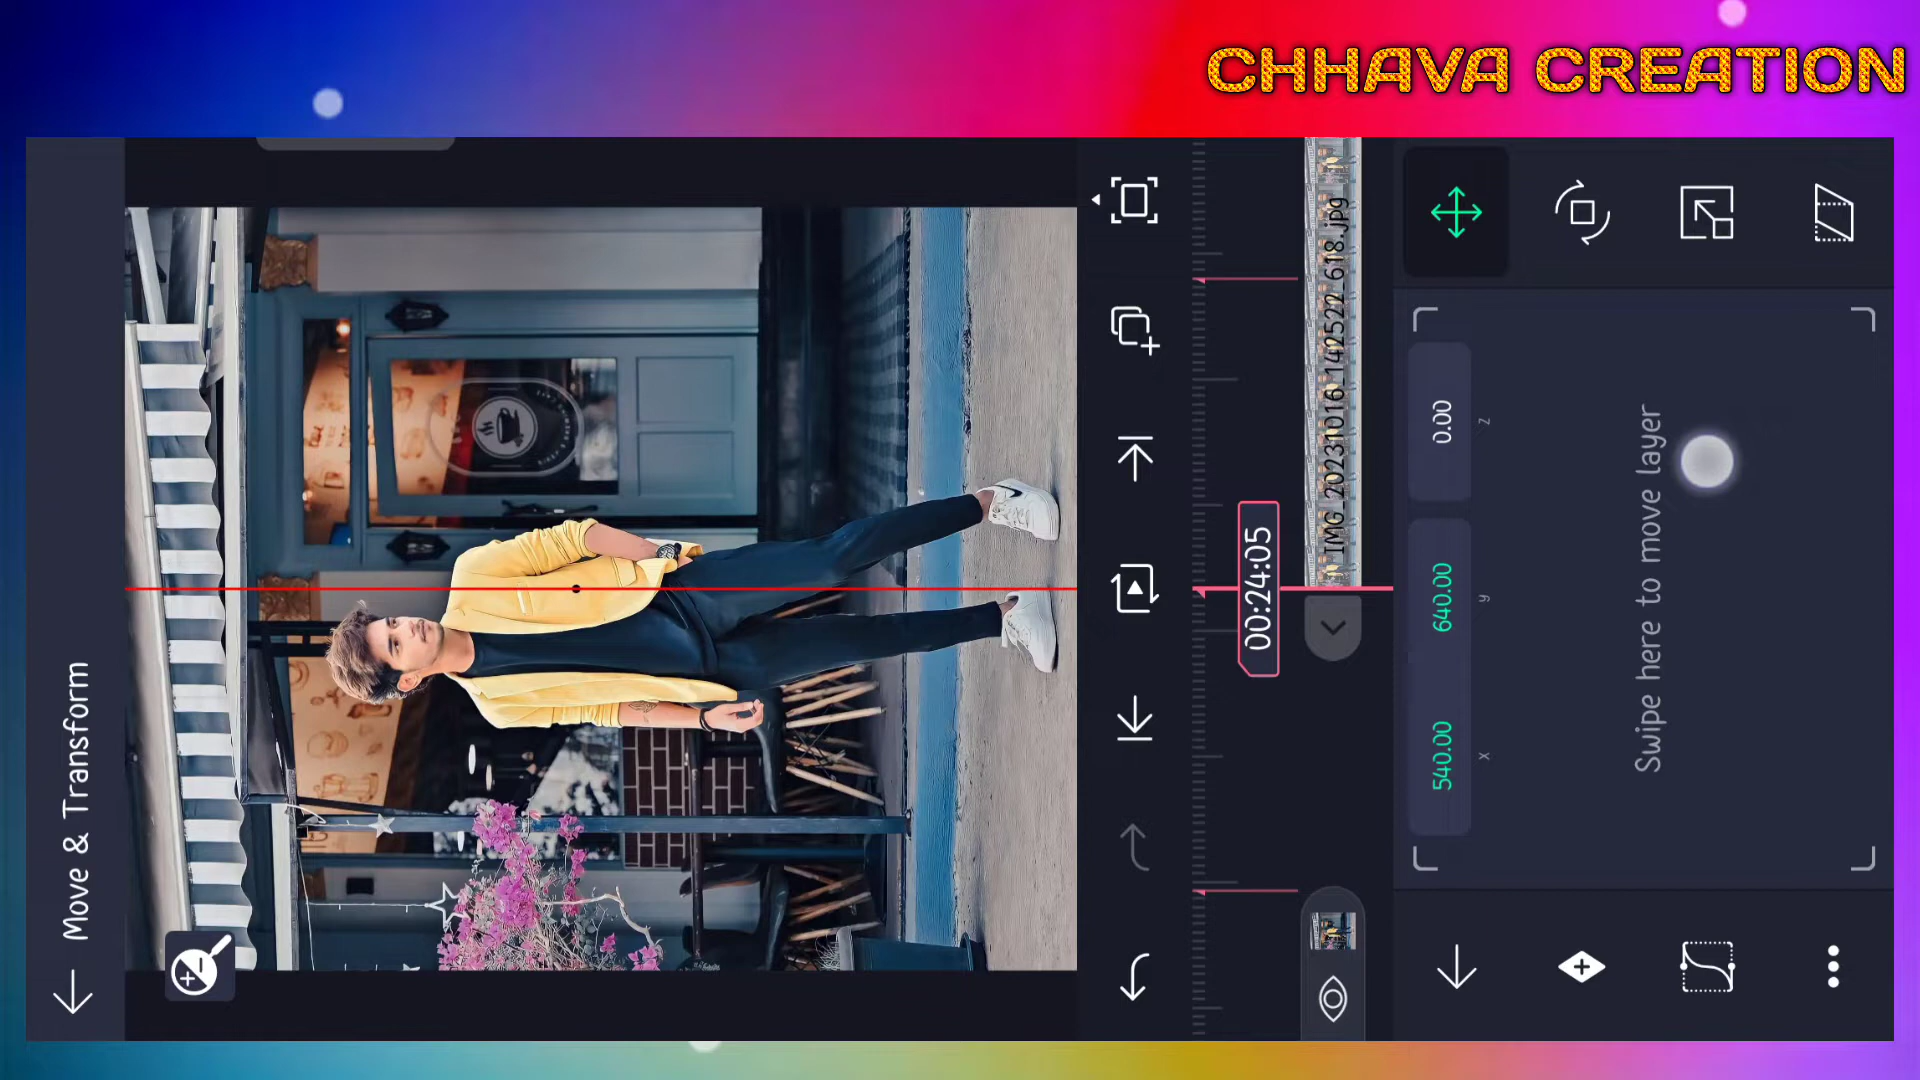 CHHAVA CREATION
Move & Transform
00:24:05
IMG_20231016_142522_618.jpg
540.00
x
640.00
y
0.00
z
Swipe here to move layer